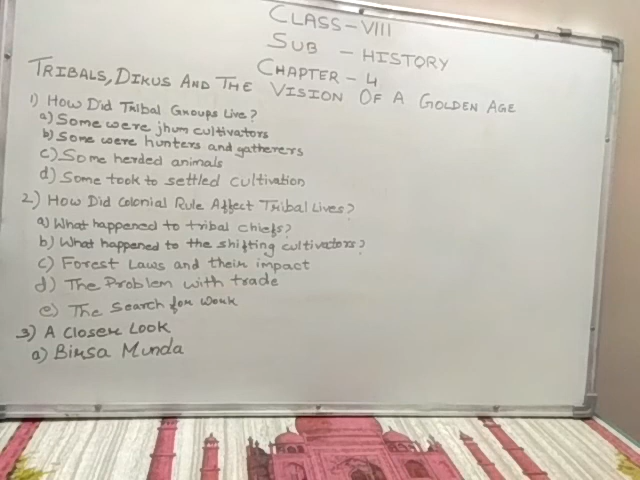 CLASS-VIII
SUB - HISTORY
CHAPTER - 4
TRIBALS, DIKUS AND THE VISION OF A GOLDEN AGE
1) How Did Tribal Groups Live?
a) Some were jhum cultivators
b) Some were hunters and gatherers
c) Some herded animals
d) Some took to settled cultivation
2) How Did Colonial Rule Affect Tribal Lives?
a) What happened to tribal chiefs?
b) What happened to the shifting cultivators?
c) Forest Laws and their impact
d) The Problem with trade
e) The Search for work
3) A Closer Look
a) Birsa Munda